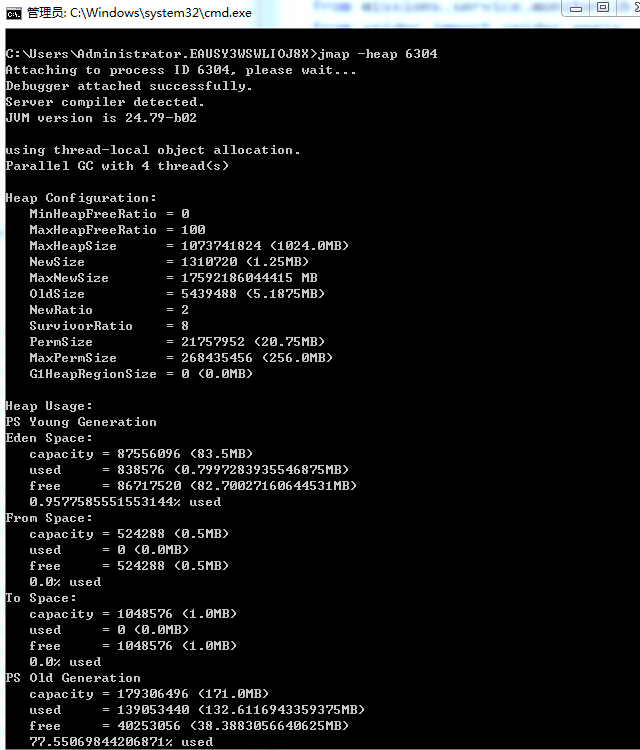 管理员: C:\Windows\system32\cmd.exe
C:\Users\Administrator.EAUSY3WSWLIOJ8X>jmap -heap 6304
Attaching to process ID 6304, please wait...
Debugger attached successfully.
Server compiler detected.
JVM version is 24.79-b02
using thread-local object allocation.
Parallel GC with 4 thread(s)
Heap Configuration:
MinHeapFreeRatio = 0
MaxHeapFreeRatio = 100
MaxHeapSize      = 1073741824 (1024.0MB)
NewSize          = 1310720 (1.25MB)
MaxNewSize       = 17592186044415 MB
OldSize          = 5439488 (5.1875MB)
NewRatio         = 2
SurvivorRatio    = 8
PermSize         = 21757952 (20.75MB)
MaxPermSize      = 268435456 (256.0MB)
G1HeapRegionSize = 0 (0.0MB)
Heap Usage:
PS Young Generation
Eden Space:
capacity = 87556096 (83.5MB)
used     = 838576 (0.7997283935546875MB)
free     = 86717520 (82.70027160644531MB)
0.9577585551553144% used
From Space:
capacity = 524288 (0.5MB)
used     = 0 (0.0MB)
free     = 524288 (0.5MB)
0.0% used
To Space:
capacity = 1048576 (1.0MB)
used     = 0 (0.0MB)
free     = 1048576 (1.0MB)
0.0% used
PS Old Generation
capacity = 179306496 (171.0MB)
used     = 139053440 (132.6116943359375MB)
free     = 40253056 (38.3883056640625MB)
77.55069844206871% used